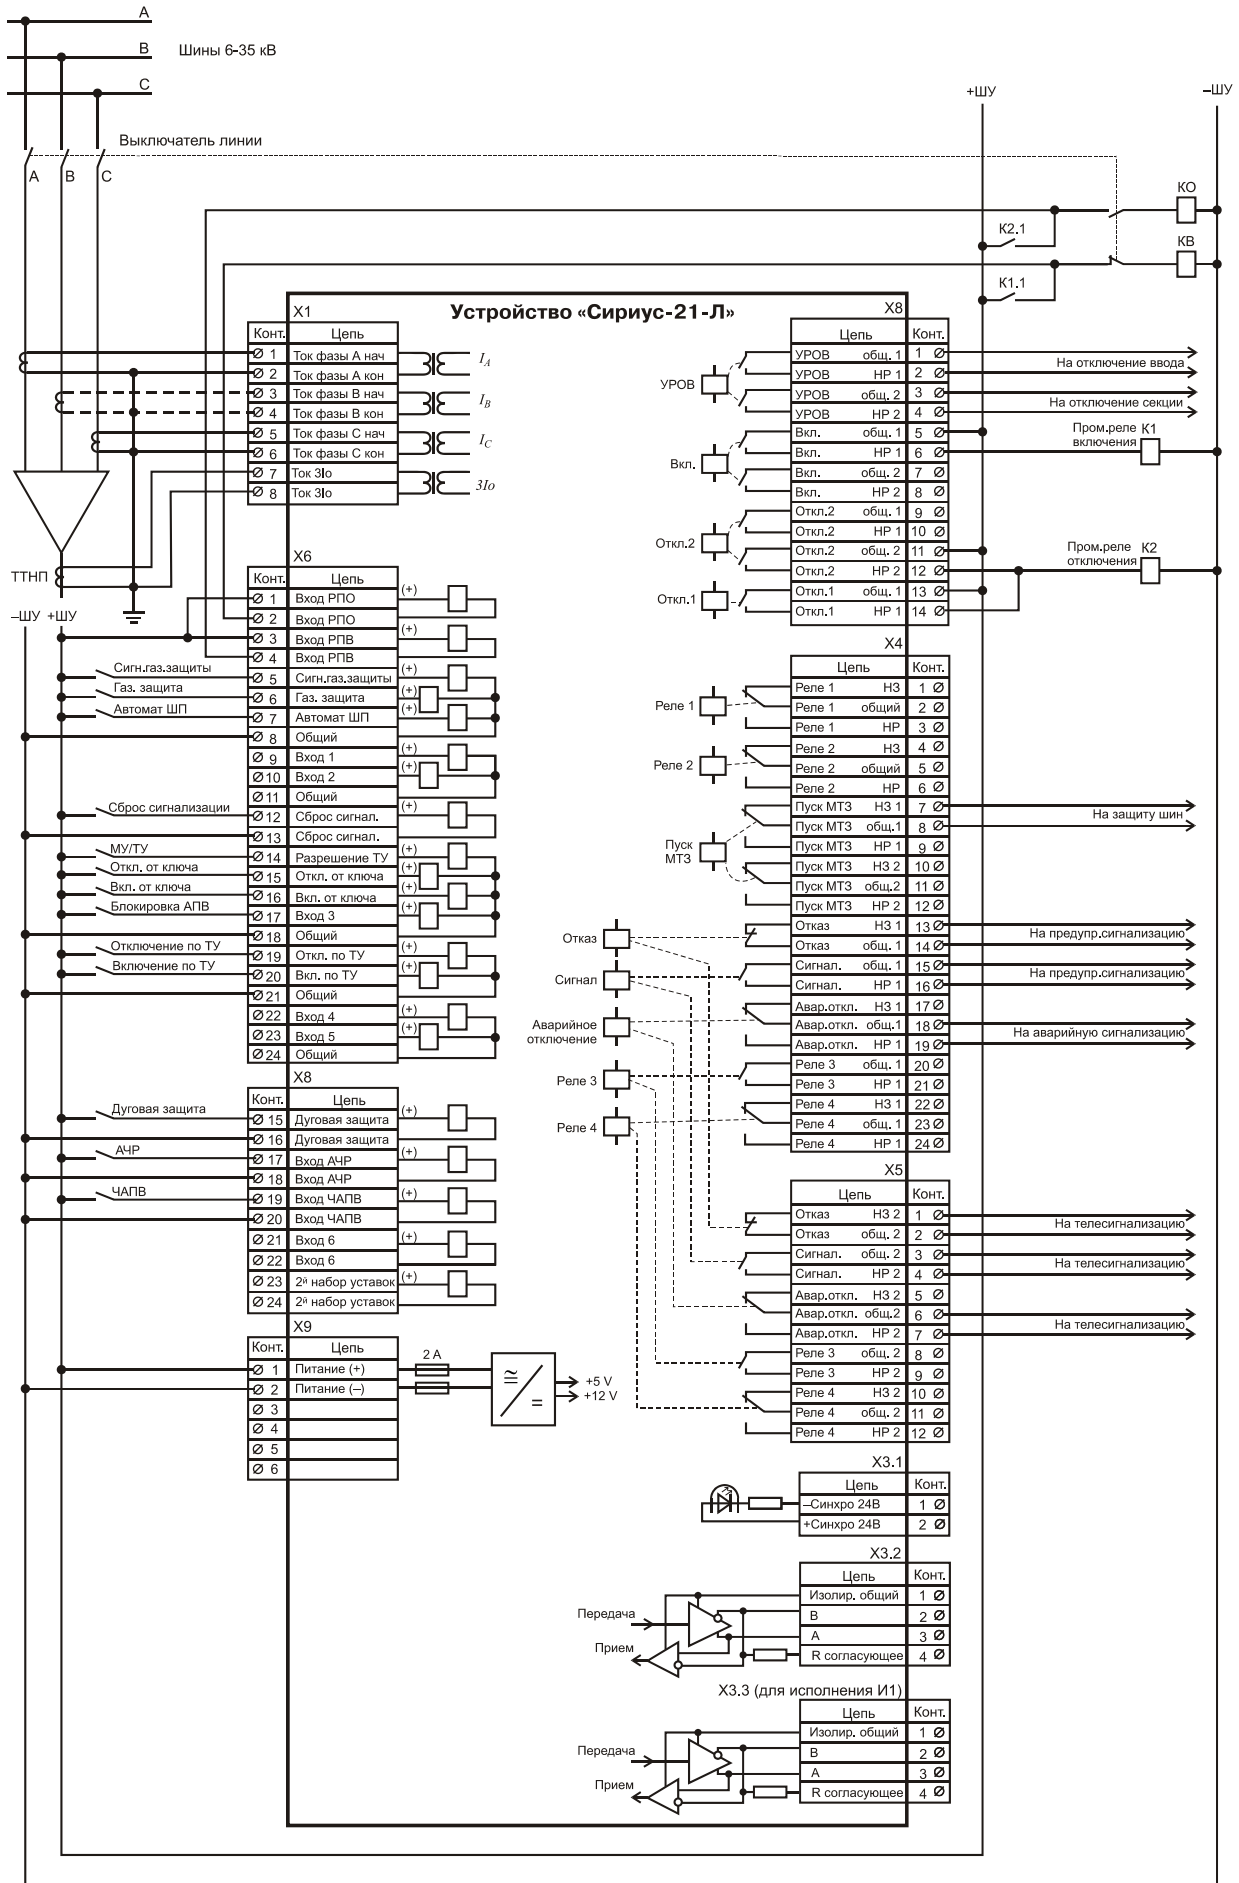 A
B
Шины 6-35 кВ
C
+ШУ
–ШУ
Выключатель линии
A
B
C
КО
К2.1
КВ
К1.1
Устройство «Сириус-21-Л»
X1
Конт. Цепь
1 Ток фазы А нач
2 Ток фазы А кон
3 Ток фазы В нач
4 Ток фазы В кон
5 Ток фазы С нач
6 Ток фазы С кон
7 Ток 3Io
8 Ток 3Io
IA
IB
IC
3Io
ТТНП
–ШУ +ШУ
X6
Конт. Цепь
1 Вход РПО (+)
2 Вход РПО
3 Вход РПВ (+)
4 Вход РПВ
Сигн.газ.защиты 5 Сигн.газ.защиты (+)
Газ. защита 6 Газ. защита (+)
Автомат ШП 7 Автомат ШП (+)
8 Общий
9 Вход 1 (+)
10 Вход 2 (+)
11 Общий
Сброс сигнализации 12 Сброс сигнал. (+)
13 Сброс сигнал.
МУ/ТУ 14 Разрешение ТУ (+)
Откл. от ключа 15 Откл. от ключа (+)
Вкл. от ключа 16 Вкл. от ключа (+)
Блокировка АПВ 17 Вход 3 (+)
18 Общий
Отключение по ТУ 19 Откл. по ТУ (+)
Включение по ТУ 20 Вкл. по ТУ (+)
21 Общий
22 Вход 4 (+)
23 Вход 5 (+)
24 Общий
X8
Конт. Цепь
Дуговая защита 15 Дуговая защита (+)
16 Дуговая защита
АЧР 17 Вход АЧР (+)
18 Вход АЧР
ЧАПВ 19 Вход ЧАПВ (+)
20 Вход ЧАПВ
21 Вход 6 (+)
22 Вход 6
23 2й набор уставок (+)
24 2й набор уставок
X9
Конт. Цепь
1 Питание (+)
2 Питание (–)
3
4
5
6
2 А
≅
=
+5 V
+12 V
X8
Цепь Конт.
УРОВ общ. 1 1
УРОВ НР 1 2
УРОВ общ. 2 3
УРОВ НР 2 4
Вкл. общ. 1 5
Вкл. НР 1 6
Вкл. общ. 2 7
Вкл. НР 2 8
Откл.2 общ. 1 9
Откл.2 НР 1 10
Откл.2 общ. 2 11
Откл.2 НР 2 12
Откл.1 общ. 1 13
Откл.1 НР 1 14
УРОВ
Вкл.
Откл.2
Откл.1
На отключение ввода
На отключение секции
Пром.реле
включения
К1
Пром.реле
отключения
К2
X4
Цепь Конт.
Реле 1 НЗ 1
Реле 1 общий 2
Реле 1 НР 3
Реле 2 НЗ 4
Реле 2 общий 5
Реле 2 НР 6
Пуск МТЗ НЗ 1 7
Пуск МТЗ общ.1 8
Пуск МТЗ НР 1 9
Пуск МТЗ НЗ 2 10
Пуск МТЗ общ.2 11
Пуск МТЗ НР 2 12
Отказ НЗ 1 13
Отказ общ. 1 14
Сигнал. общ. 1 15
Сигнал. НР 1 16
Авар.откл. НЗ 1 17
Авар.откл. общ.1 18
Авар.откл. НР 1 19
Реле 3 общ. 1 20
Реле 3 НР 1 21
Реле 4 НЗ 1 22
Реле 4 общ. 1 23
Реле 4 НР 1 24
Реле 1
Реле 2
Пуск
МТЗ
Отказ
Сигнал
Аварийное
отключение
Реле 3
Реле 4
На защиту шин
На предупр.сигнализацию
На предупр.сигнализацию
На аварийную сигнализацию
X5
Цепь Конт.
Отказ НЗ 2 1
Отказ общ. 2 2
Сигнал. общ. 2 3
Сигнал. НР 2 4
Авар.откл. НЗ 2 5
Авар.откл. общ.2 6
Авар.откл. НР 2 7
Реле 3 общ. 2 8
Реле 3 НР 2 9
Реле 4 НЗ 2 10
Реле 4 общ. 2 11
Реле 4 НР 2 12
На телесигнализацию
На телесигнализацию
На телесигнализацию
X3.1
Цепь Конт.
–Синхро 24В 1
+Синхро 24В 2
X3.2
Цепь Конт.
Изолир. общий 1
В 2
А 3
R согласующее 4
Передача
Прием
X3.3 (для исполнения И1)
Цепь Конт.
Изолир. общий 1
В 2
А 3
R согласующее 4
Передача
Прием